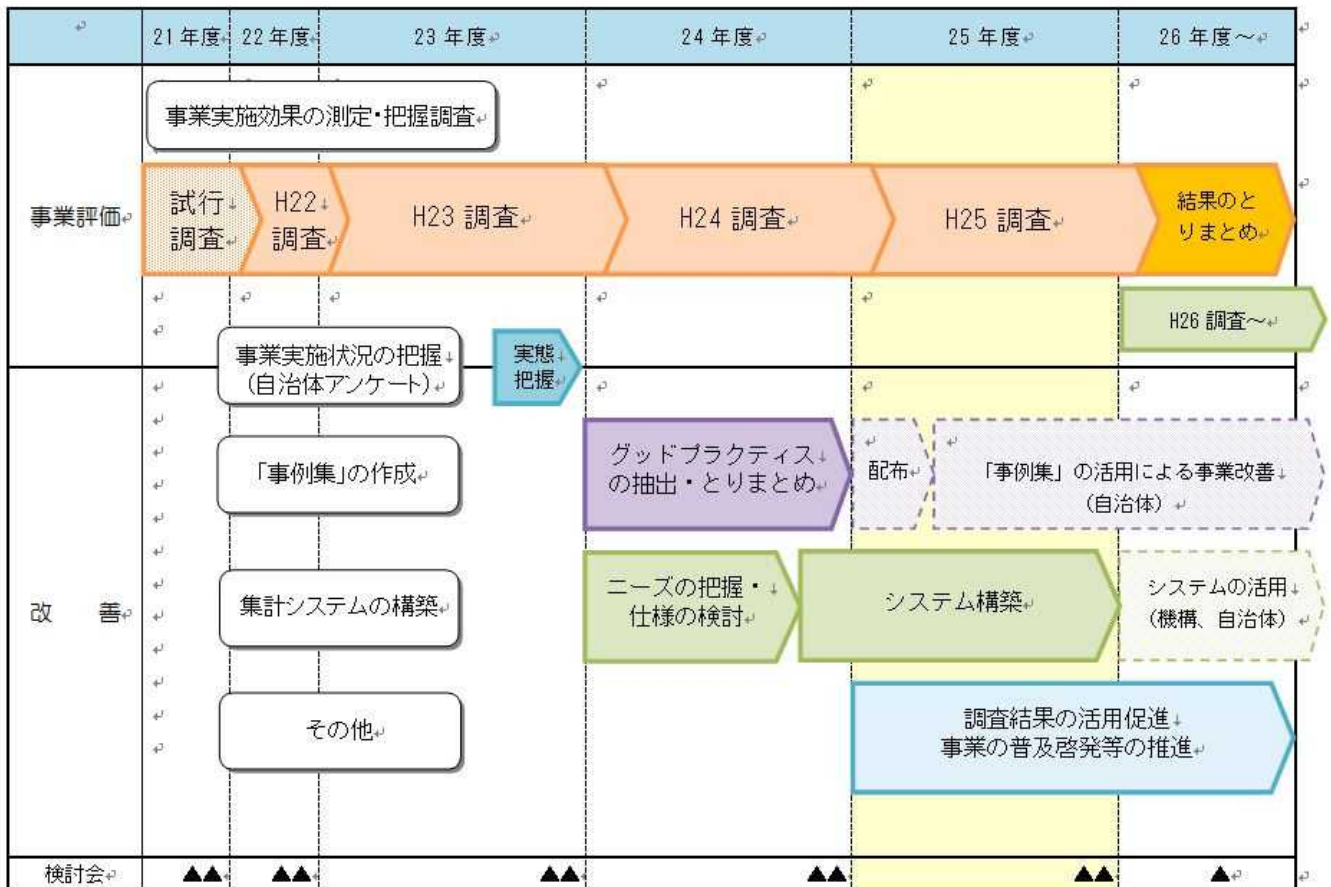 21年度 22年度 23年度 24年度 25年度 26年度～
事業実施効果の測定・把握調査
事業評価
試行
調査
H22
調査
H23 調査
H24 調査
H25 調査
結果のと
りまとめ
H26 調査～
事業実施状況の把握
(自治体アンケート)
実態
把握
改　善
「事例集」の作成
グッドプラクティス
の抽出・とりまとめ
配布
「事例集」の活用による事業改善
(自治体)
集計システムの構築
ニーズの把握・
仕様の検討
システム構築
システムの活用
(機構、自治体)
その他
調査結果の活用促進
事業の普及啓発等の推進
検討会 ▲▲ ▲▲ ▲▲ ▲▲ ▲▲ ▲